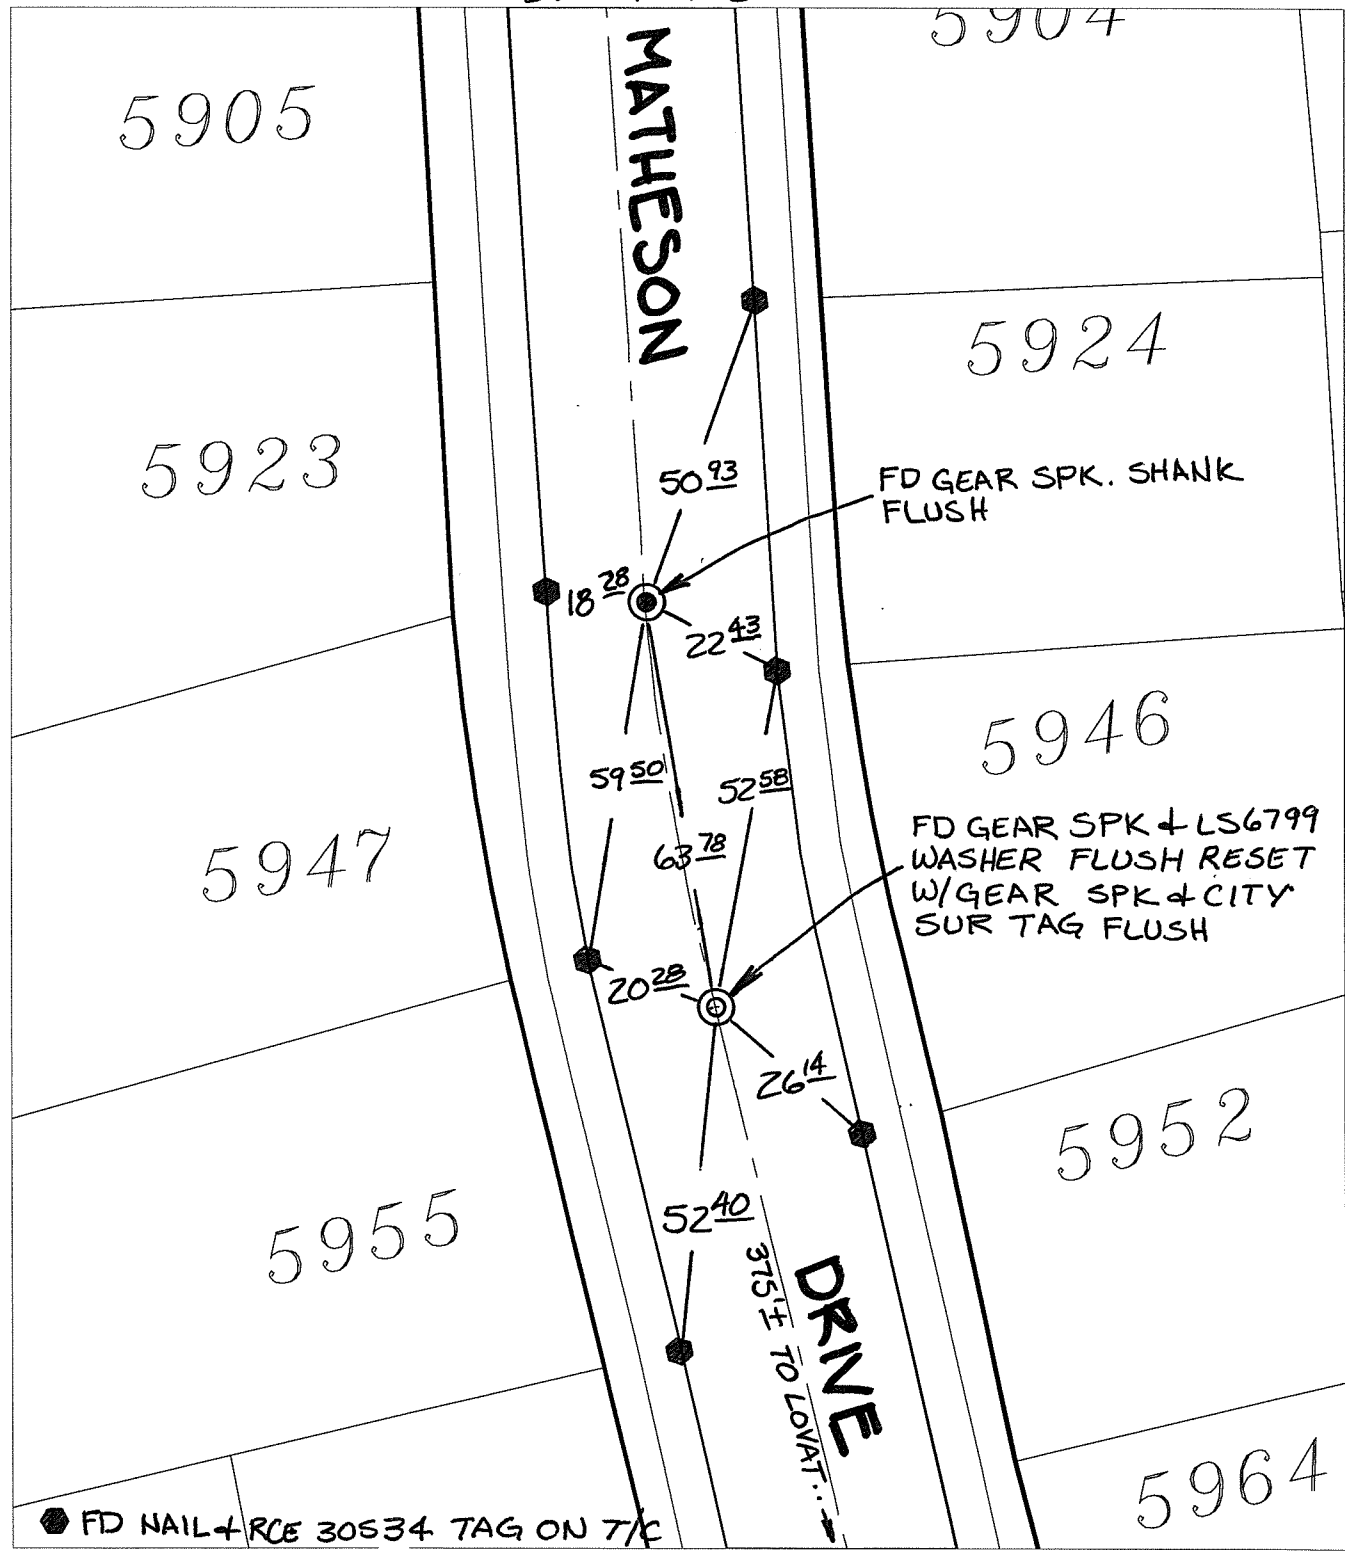 5904
5905
MATHESON
5924
5923
50 93
FD GEAR SPK. SHANK
FLUSH
18 28
22 43
5946
59 50
52 58
FD GEAR SPK & LS6799
WASHER FLUSH RESET
W/GEAR SPK & CITY
SUR TAG FLUSH
63 78
5947
20 28
26 14
5952
5955
52 40
DRIVE
375'± TO LOVAT...
5964
FD NAIL & RCE 30534 TAG ON T/C